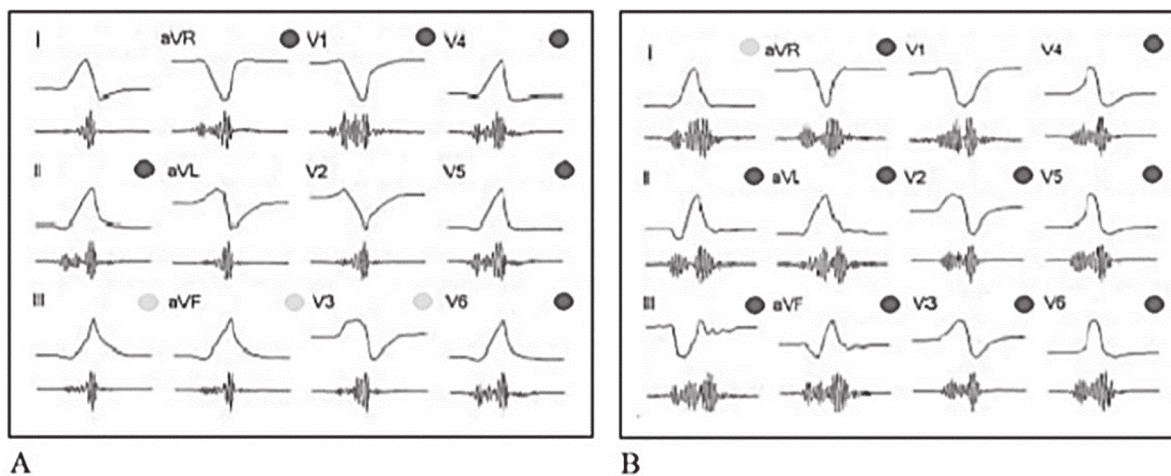 I aVR V1 V4
II aVL V2 V5
III aVF V3 V6
A
I aVR V1 V4
II aVL V2 V5
III aVF V3 V6
B